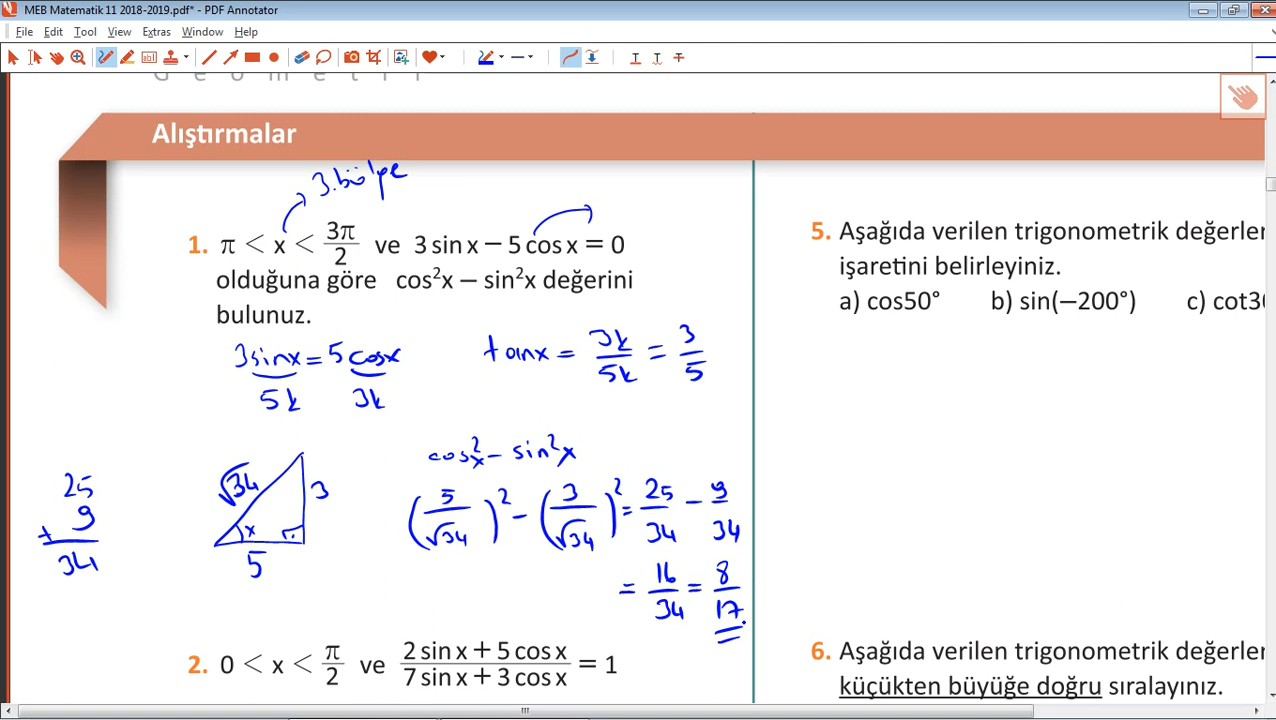 MEB Matematik 11 2018-2019.pdf* - PDF Annotator
File Edit Tool View Extras Window Help
G e o m e t r i
Alıştırmalar
3.bölge
1. π < x < 3π/2 ve 3 sin x − 5 cos x = 0
olduğuna göre cos²x − sin²x değerini
bulunuz.
3sinx = 5cosx
5k 3k
tanx = 3k/5k = 3/5
25
+ 9
34
√34 3
x
5
cos²x − sin²x
(5/√34)² − (3/√34)² = 25/34 − 9/34
= 16/34 = 8/17
2. 0 < x < π/2 ve (2 sin x + 5 cos x)/(7 sin x + 3 cos x) = 1
5. Aşağıda verilen trigonometrik değerler
işaretini belirleyiniz.
a) cos50° b) sin(−200°) c) cot30
6. Aşağıda verilen trigonometrik değerler
küçükten büyüğe doğru sıralayınız.